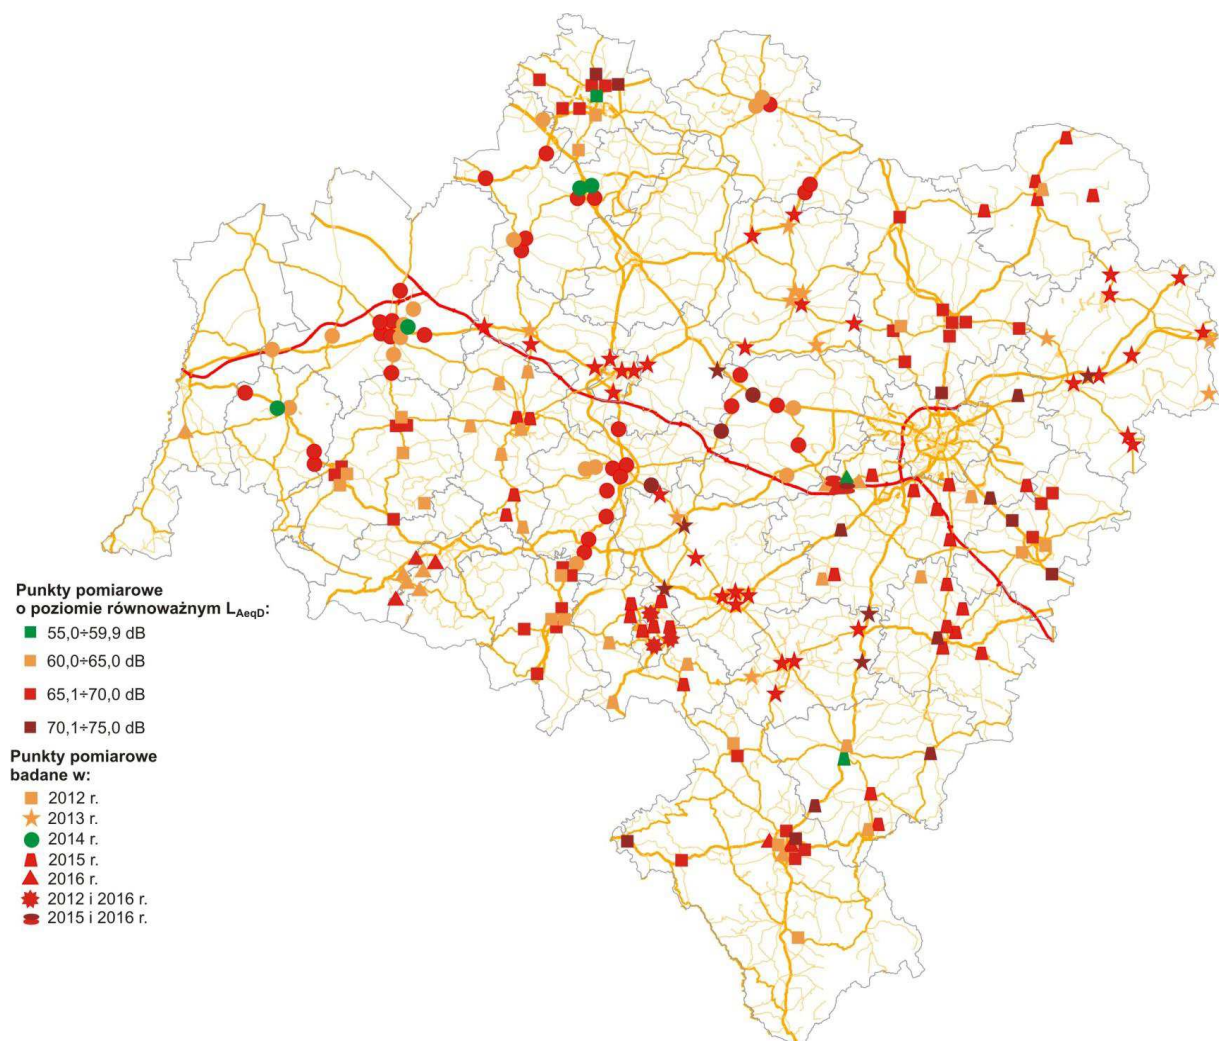 Punkty pomiarowe
o poziomie równoważnym LAeqD:
55,0÷59,9 dB
60,0÷65,0 dB
65,1÷70,0 dB
70,1÷75,0 dB
Punkty pomiarowe
badane w:
2012 r.
2013 r.
2014 r.
2015 r.
2016 r.
2012 i 2016 r.
2015 i 2016 r.